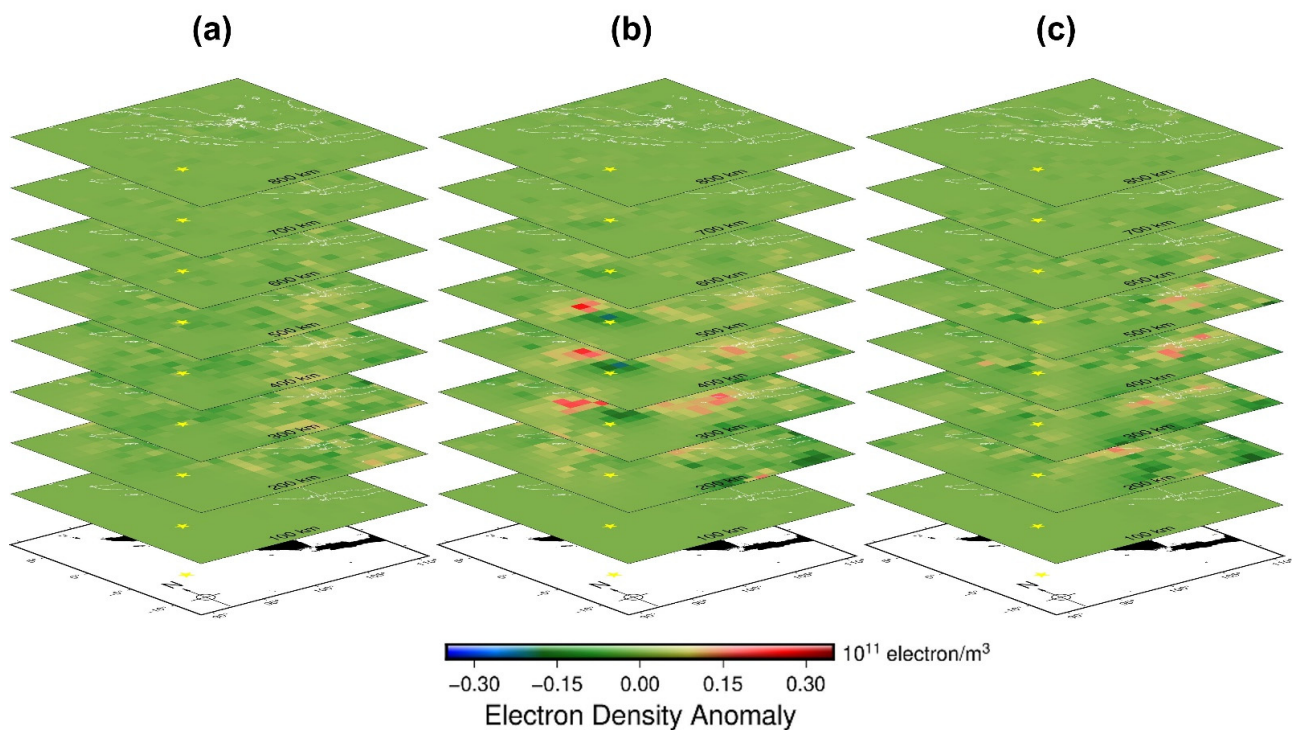 (a) (b) (c)
800 km 800 km 800 km
700 km 700 km 700 km
600 km 600 km 600 km
500 km 500 km 500 km
400 km 400 km 400 km
300 km 300 km 300 km
200 km 200 km 200 km
100 km 100 km 100 km
N N N
10¹¹ electron/m³
−0.30 −0.15 0.00 0.15 0.30
Electron Density Anomaly